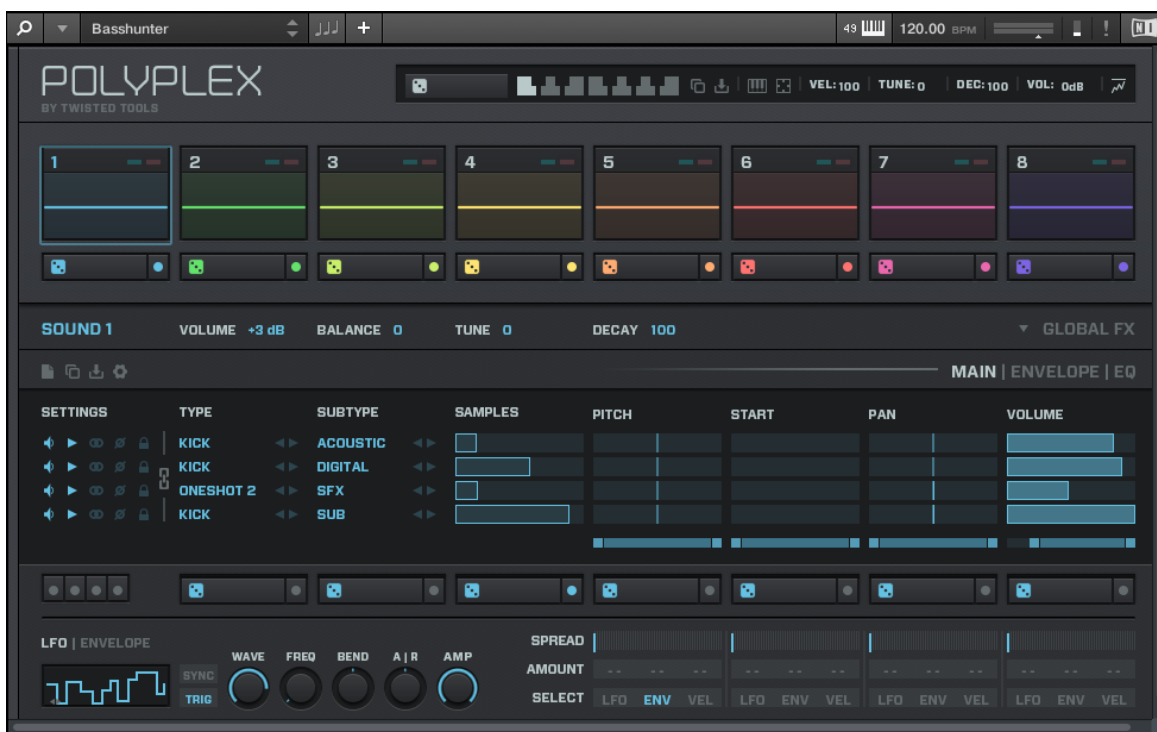 Basshunter
49
120.00 BPM
NI
POLYPLEX
BY TWISTED TOOLS
VEL:100 TUNE:0 DEC:100 VOL: 0dB
1 2 3 4 5 6 7 8
SOUND 1 VOLUME +3 dB BALANCE 0 TUNE 0 DECAY 100 GLOBAL FX
MAIN | ENVELOPE | EQ
SETTINGS TYPE SUBTYPE SAMPLES PITCH START PAN VOLUME
KICK ACOUSTIC
KICK DIGITAL
ONESHOT 2 SFX
KICK SUB
LFO | ENVELOPE
WAVE FREQ BEND A|R AMP
SYNC
TRIG
SPREAD
AMOUNT -- -- -- -- -- -- -- -- -- -- -- --
SELECT LFO ENV VEL LFO ENV VEL LFO ENV VEL LFO ENV VEL